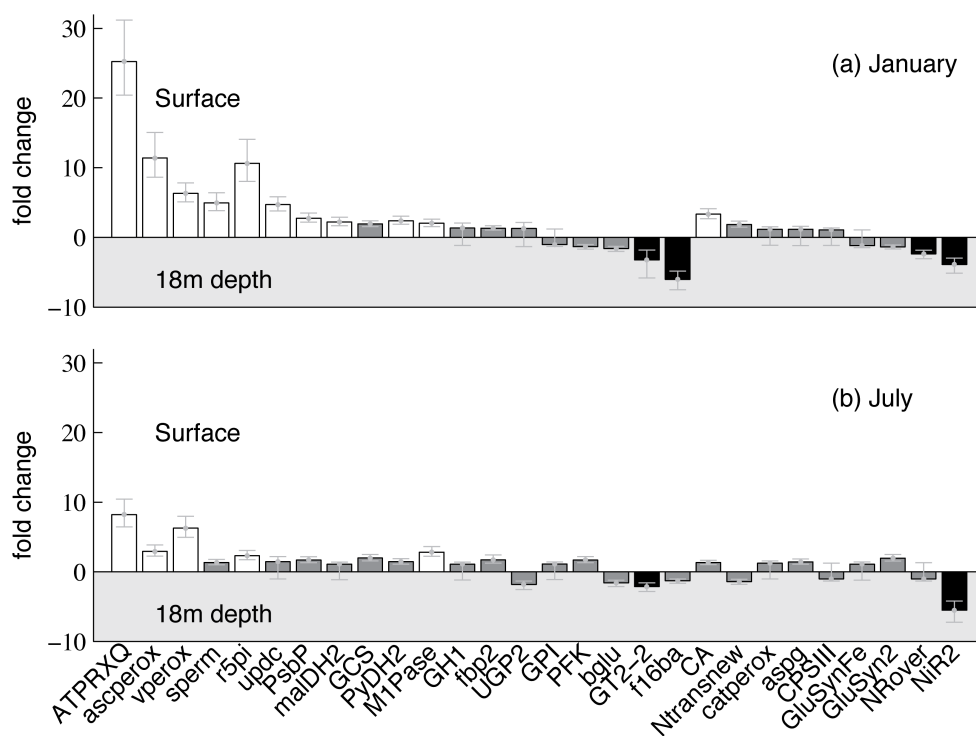 30
(a) January
20
Surface
fold change
10
0
18m depth
−10
30
(b) July
20
Surface
fold change
10
0
18m depth
−10
ATPRXQ
ascperox
vperox
sperm
r5pi
updc
PsbP
malDH2
GCS
PyDH2
M1Pase
GH1
fbp2
UGP2
GPI
PFK
bglu
GT2−2
f16ba
CA
Ntransnew
catperox
aspg
CPSIII
GluSynFe
GluSyn2
NRover
NiR2